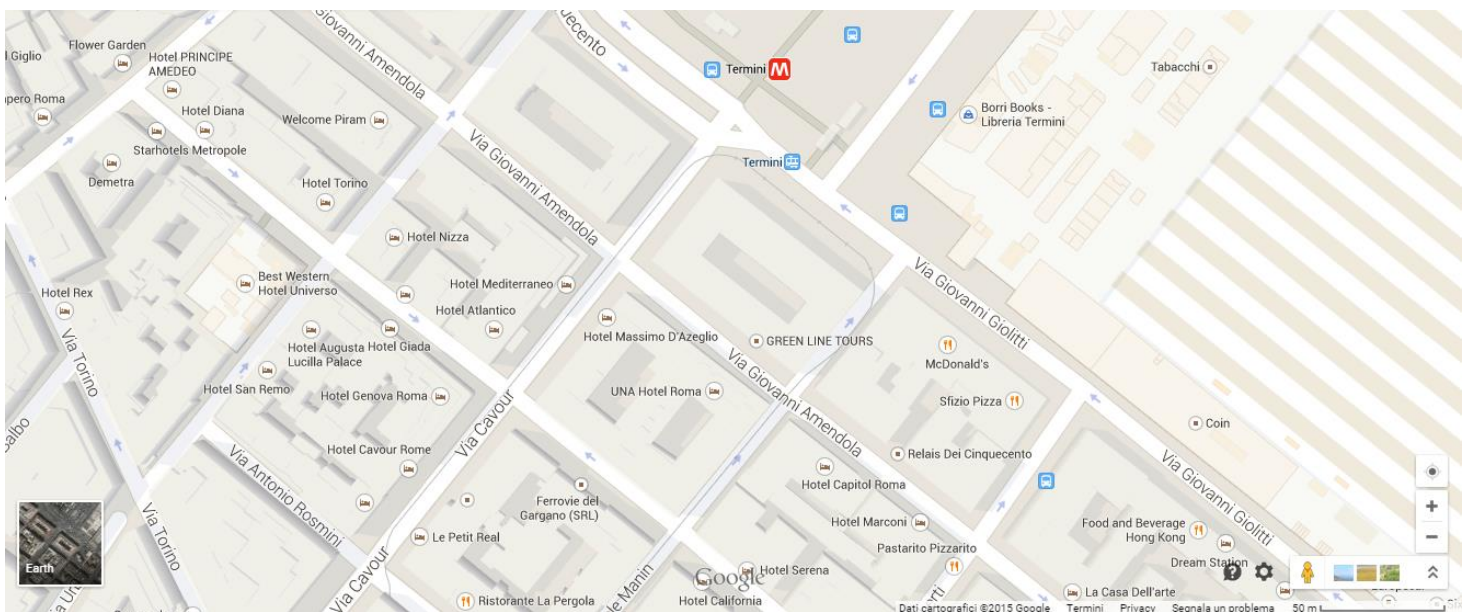 Giglio
Flower Garden
Hotel PRINCIPE
AMEDEO
Giovanni Amendola
Termini
M
Tabacchi
Roma
Hotel Diana
Welcome Piram
Borri Books -
Libreria Termini
Starhotels Metropole
Via Giovanni Amendola
Termini
Demetra
Hotel Torino
Hotel Nizza
Best Western
Hotel Universo
Hotel Mediterraneo
Via Giovanni Giolitti
Hotel Rex
Hotel Atlantico
Hotel Massimo D'Azeglio
GREEN LINE TOURS
Via Torino
Hotel Augusta
Lucilla Palace
Hotel Giada
McDonald's
Via Giovanni Amendola
Hotel San Remo
Hotel Genova Roma
UNA Hotel Roma
Sfizio Pizza
Via Cavour
Coin
Hotel Cavour Rome
Relais Dei Cinquecento
Via Antonio Rosmini
Hotel Capitol Roma
Via Giovanni Giolitti
Ferrovie del
Gargano (SRL)
Via Torino
Le Petit Real
Hotel Marconi
Food and Beverage
Hong Kong
Pastarito Pizzarito
Dream Station
Earth
Via Cavour
Manin
Google
Hotel Serena
Hotel California
La Casa Dell'arte
Ristorante La Pergola
Dati cartografici ©2015 Google
Termini
Privacy
Segnala un problema
50 m